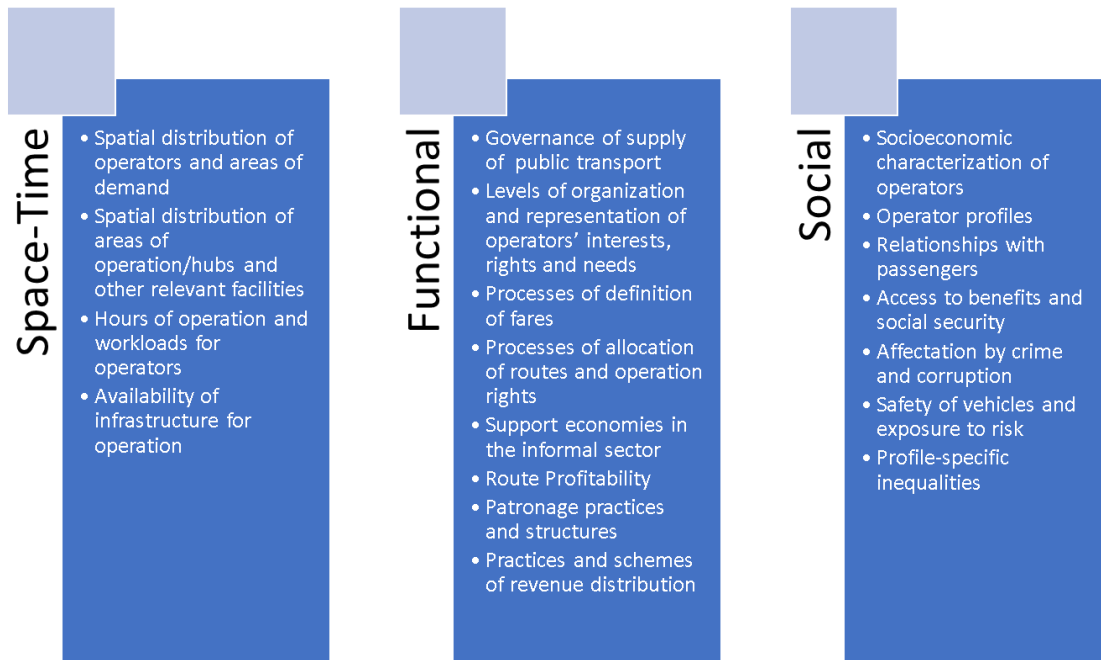 Space-Time
• Spatial distribution of
operators and areas of
demand
• Spatial distribution of
areas of
operation/hubs and
other relevant facilities
• Hours of operation and
workloads for
operators
• Availability of
infrastructure for
operation
Functional
• Governance of supply
of public transport
• Levels of organization
and representation of
operators’ interests,
rights and needs
• Processes of definition
of fares
• Processes of allocation
of routes and operation
rights
• Support economies in
the informal sector
• Route Profitability
• Patronage practices
and structures
• Practices and schemes
of revenue distribution
Social
• Socioeconomic
characterization of
operators
• Operator profiles
• Relationships with
passengers
• Access to benefits and
social security
• Affectation by crime
and corruption
• Safety of vehicles and
exposure to risk
• Profile-specific
inequalities